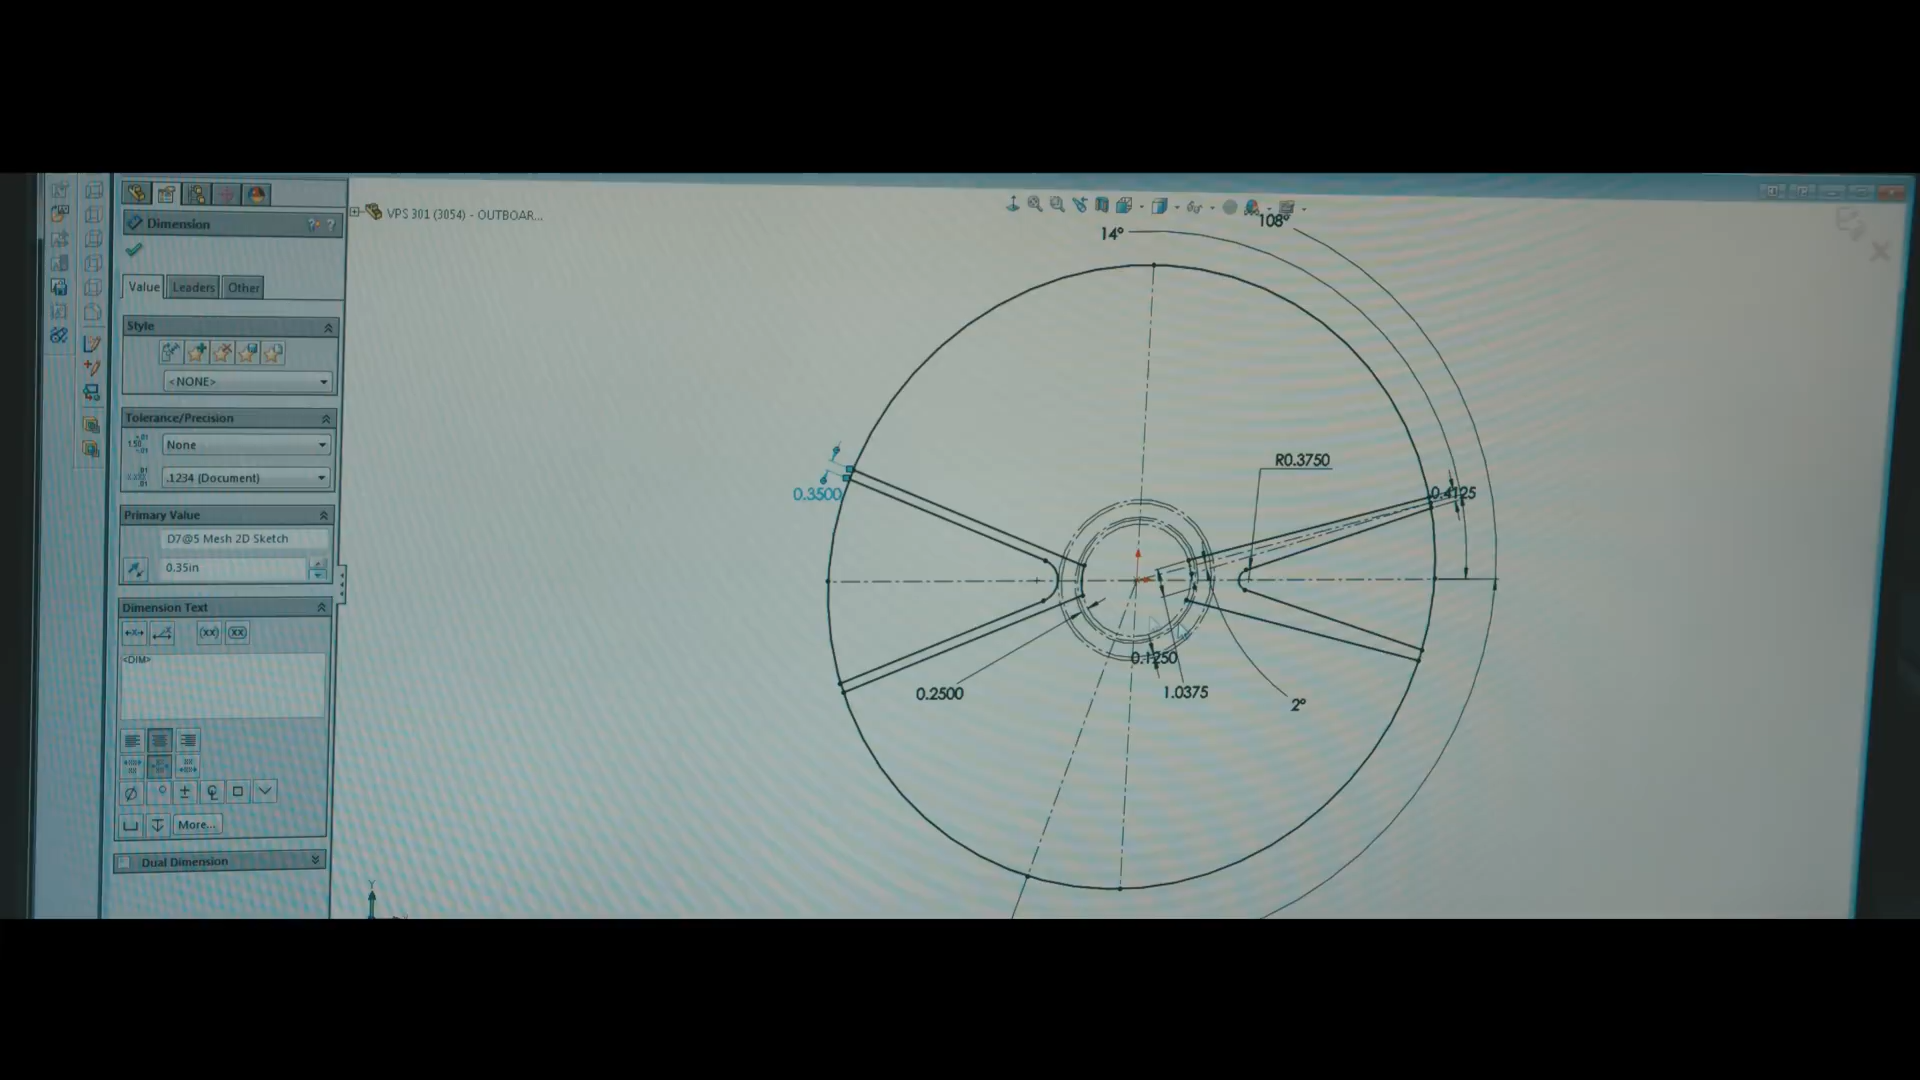 Dimension
VPS 301 (3054) - OUTBOAR...
Value
Leaders
Other
Style
<NONE>
Tolerance/Precision
None
.1234 (Document)
Primary Value
D7@5 Mesh 2D Sketch
0.35in
Dimension Text
<DIM>
More...
Dual Dimension
14°
108°
R0.3750
0.4125
0.3500
0.1250
0.2500
1.0375
2°
Y